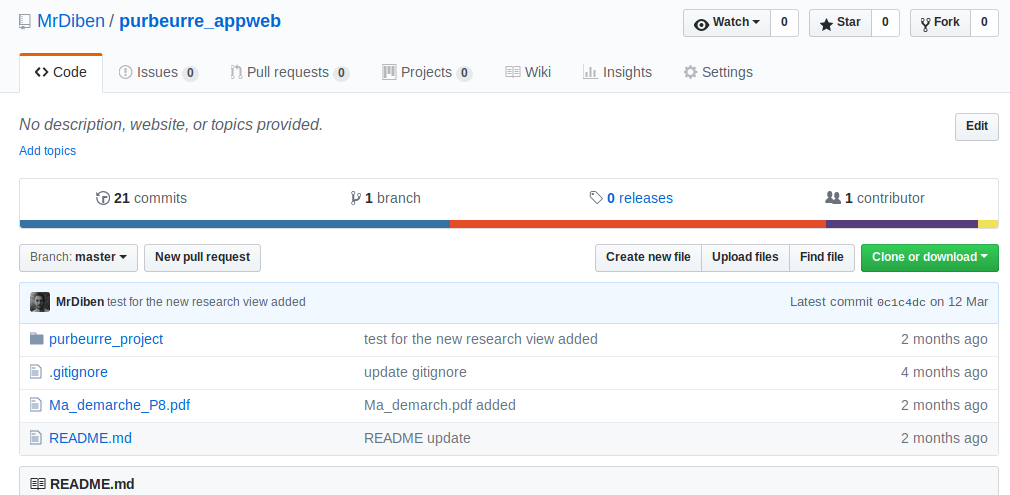 MrDiben / purbeurre_appweb
Watch 0 Star 0 Fork 0
Code Issues 0 Pull requests 0 Projects 0 Wiki Insights Settings
No description, website, or topics provided.
Edit
Add topics
21 commits 1 branch 0 releases 1 contributor
Branch: master New pull request Create new file Upload files Find file Clone or download
MrDiben test for the new research view added Latest commit 0c1c4dc on 12 Mar
purbeurre_project test for the new research view added 2 months ago
.gitignore update gitignore 4 months ago
Ma_demarche_P8.pdf Ma_demarch.pdf added 2 months ago
README.md README update 2 months ago
README.md